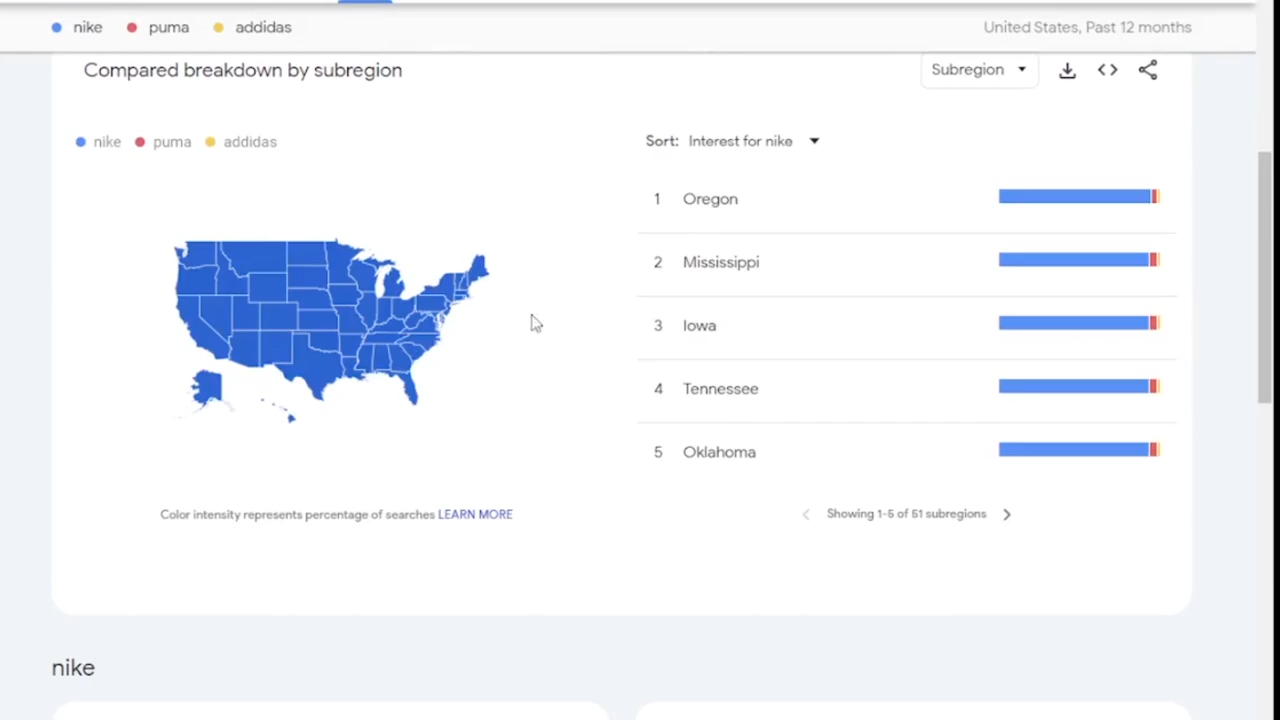 nike puma addidas United States, Past 12 months
Compared breakdown by subregion Subregion
nike puma addidas
Sort: Interest for nike
1 Oregon
2 Mississippi
3 Iowa
4 Tennessee
5 Oklahoma
Color intensity represents percentage of searches LEARN MORE
Showing 1-5 of 51 subregions
nike